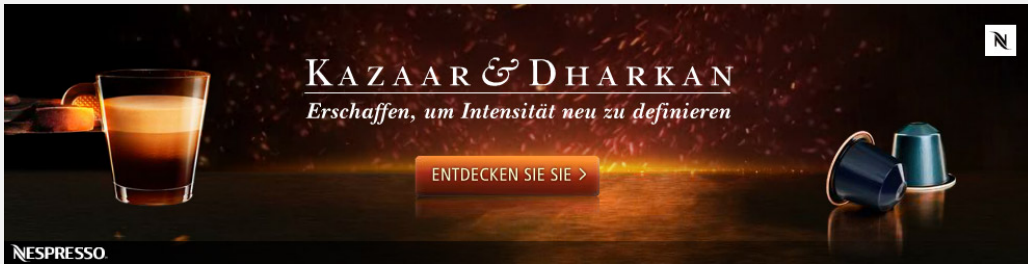 KAZAAR & DHARKAN
Erschaffen, um Intensität neu zu definieren
ENTDECKEN SIE SIE >
N
NESPRESSO.